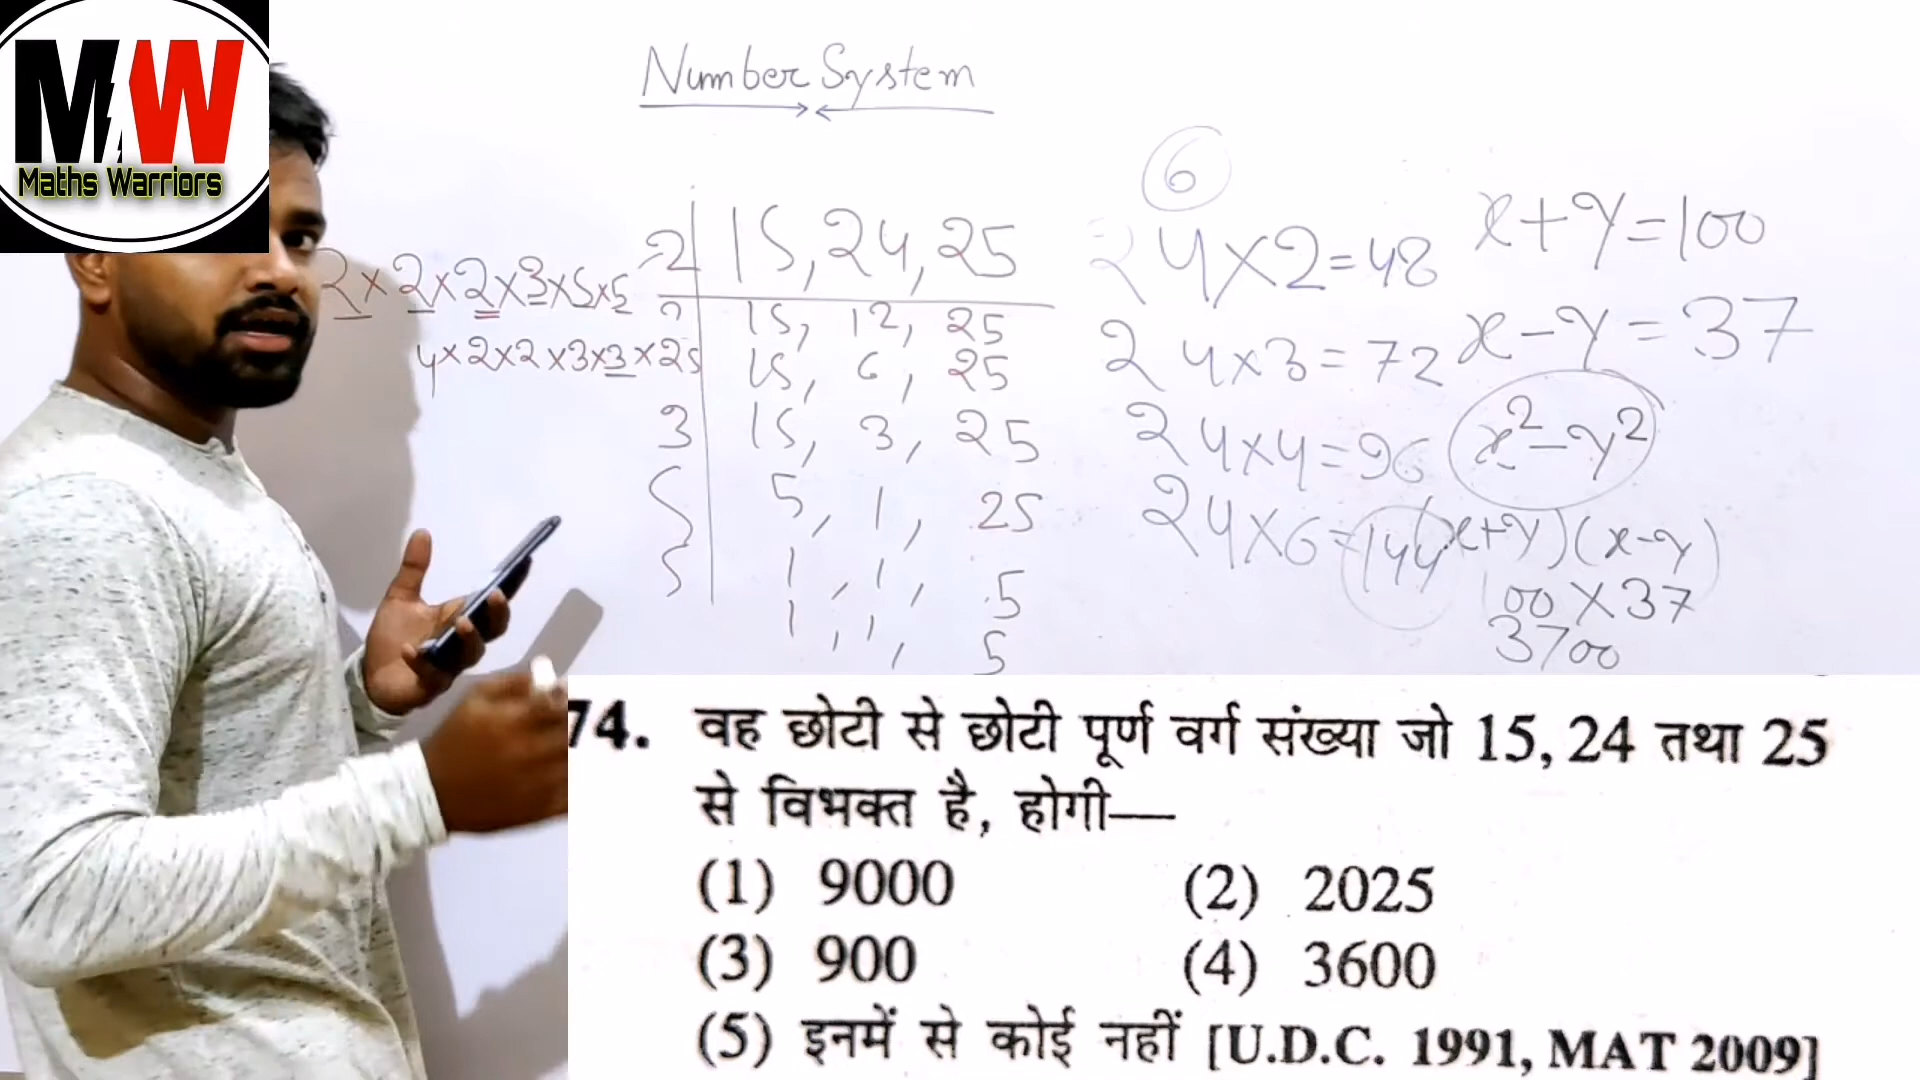 MW
Maths Warriors
Number System
2×2×2×3×5×5
4×2×2×3×3×25
2 | 15, 24, 25
2 | 15, 12, 25
15, 6, 25
3 | 15, 3, 25
5 | 5, 1, 25
5 | 1, 1, 5
1, 1, 5
6
24×2=48
24×3=72
24×4=96
24×6=144
x+y=100
x-y=37
x²-y²
(x+y)(x-y)
100×37
3700
74. वह छोटी से छोटी पूर्ण वर्ग संख्या जो 15, 24 तथा 25
से विभक्त है, होगी—
(1) 9000 (2) 2025
(3) 900 (4) 3600
(5) इनमें से कोई नहीं [U.D.C. 1991, MAT 2009]